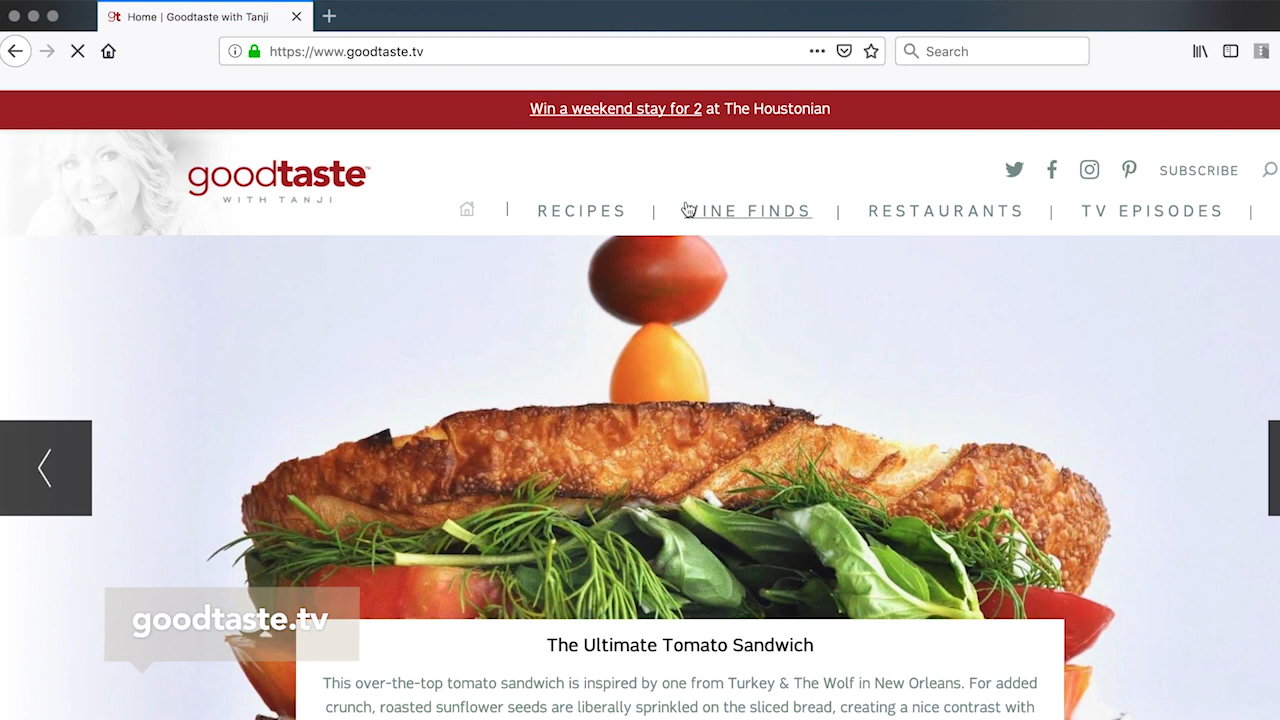 gt Home | Goodtaste with Tanji
https://www.goodtaste.tv
Search
Win a weekend stay for 2 at The Houstonian
goodtaste™
WITH TANJI
SUBSCRIBE
RECIPES | WINE FINDS | RESTAURANTS | TV EPISODES |
goodtaste.tv
The Ultimate Tomato Sandwich
This over-the-top tomato sandwich is inspired by one from Turkey & The Wolf in New Orleans. For added
crunch, roasted sunflower seeds are liberally sprinkled on the sliced bread, creating a nice contrast with